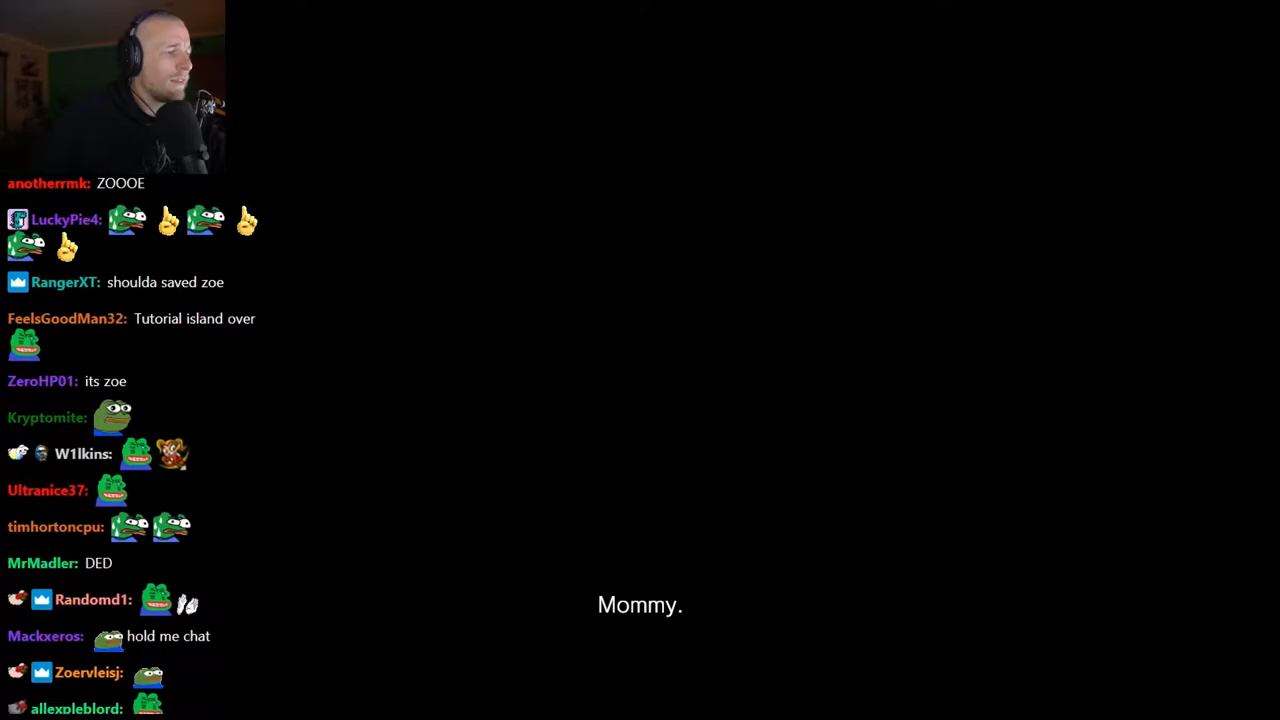 anotherrmk: ZOOOE
LuckyPie4:
RangerXT: shoulda saved zoe
FeelsGoodMan32: Tutorial island over
ZeroHP01: its zoe
Kryptomite:
W1lkins:
Ultranice37:
timhortoncpu:
MrMadler: DED
Randomd1:
Mommy.
Mackxeros: hold me chat
Zoervleisj:
allexpleblord: